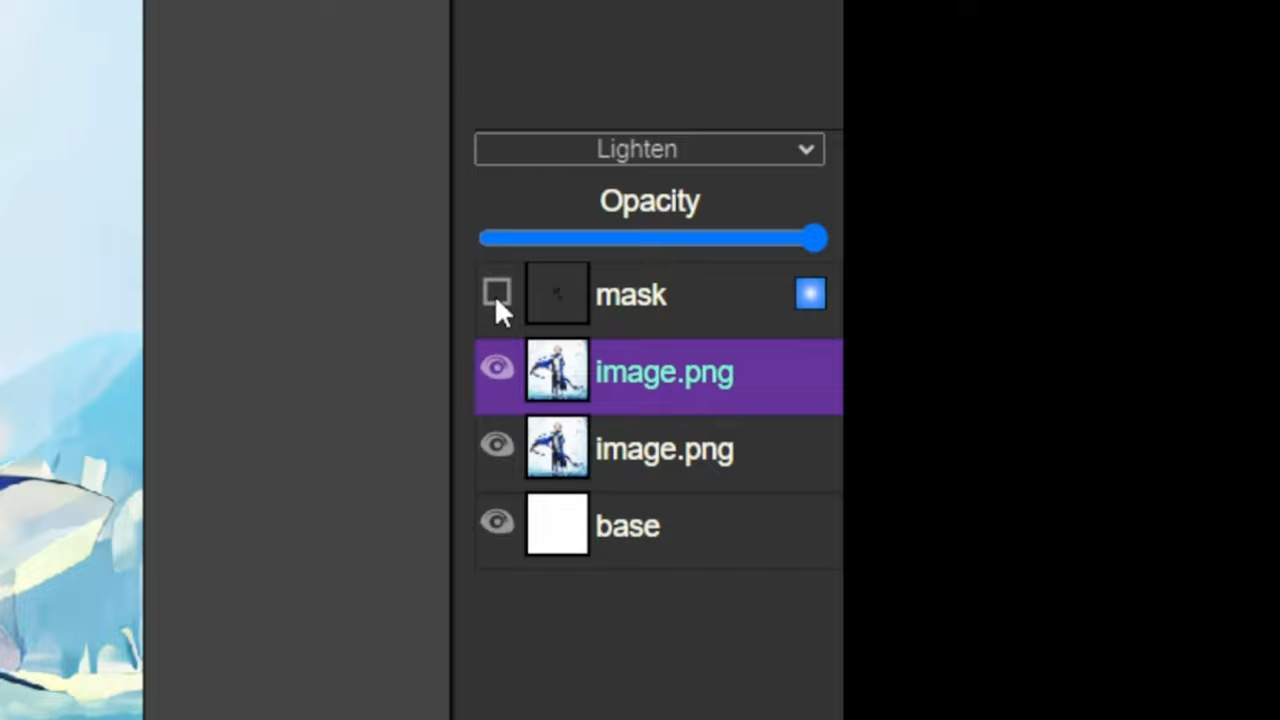 Lighten
Opacity
mask
image.png
image.png
base